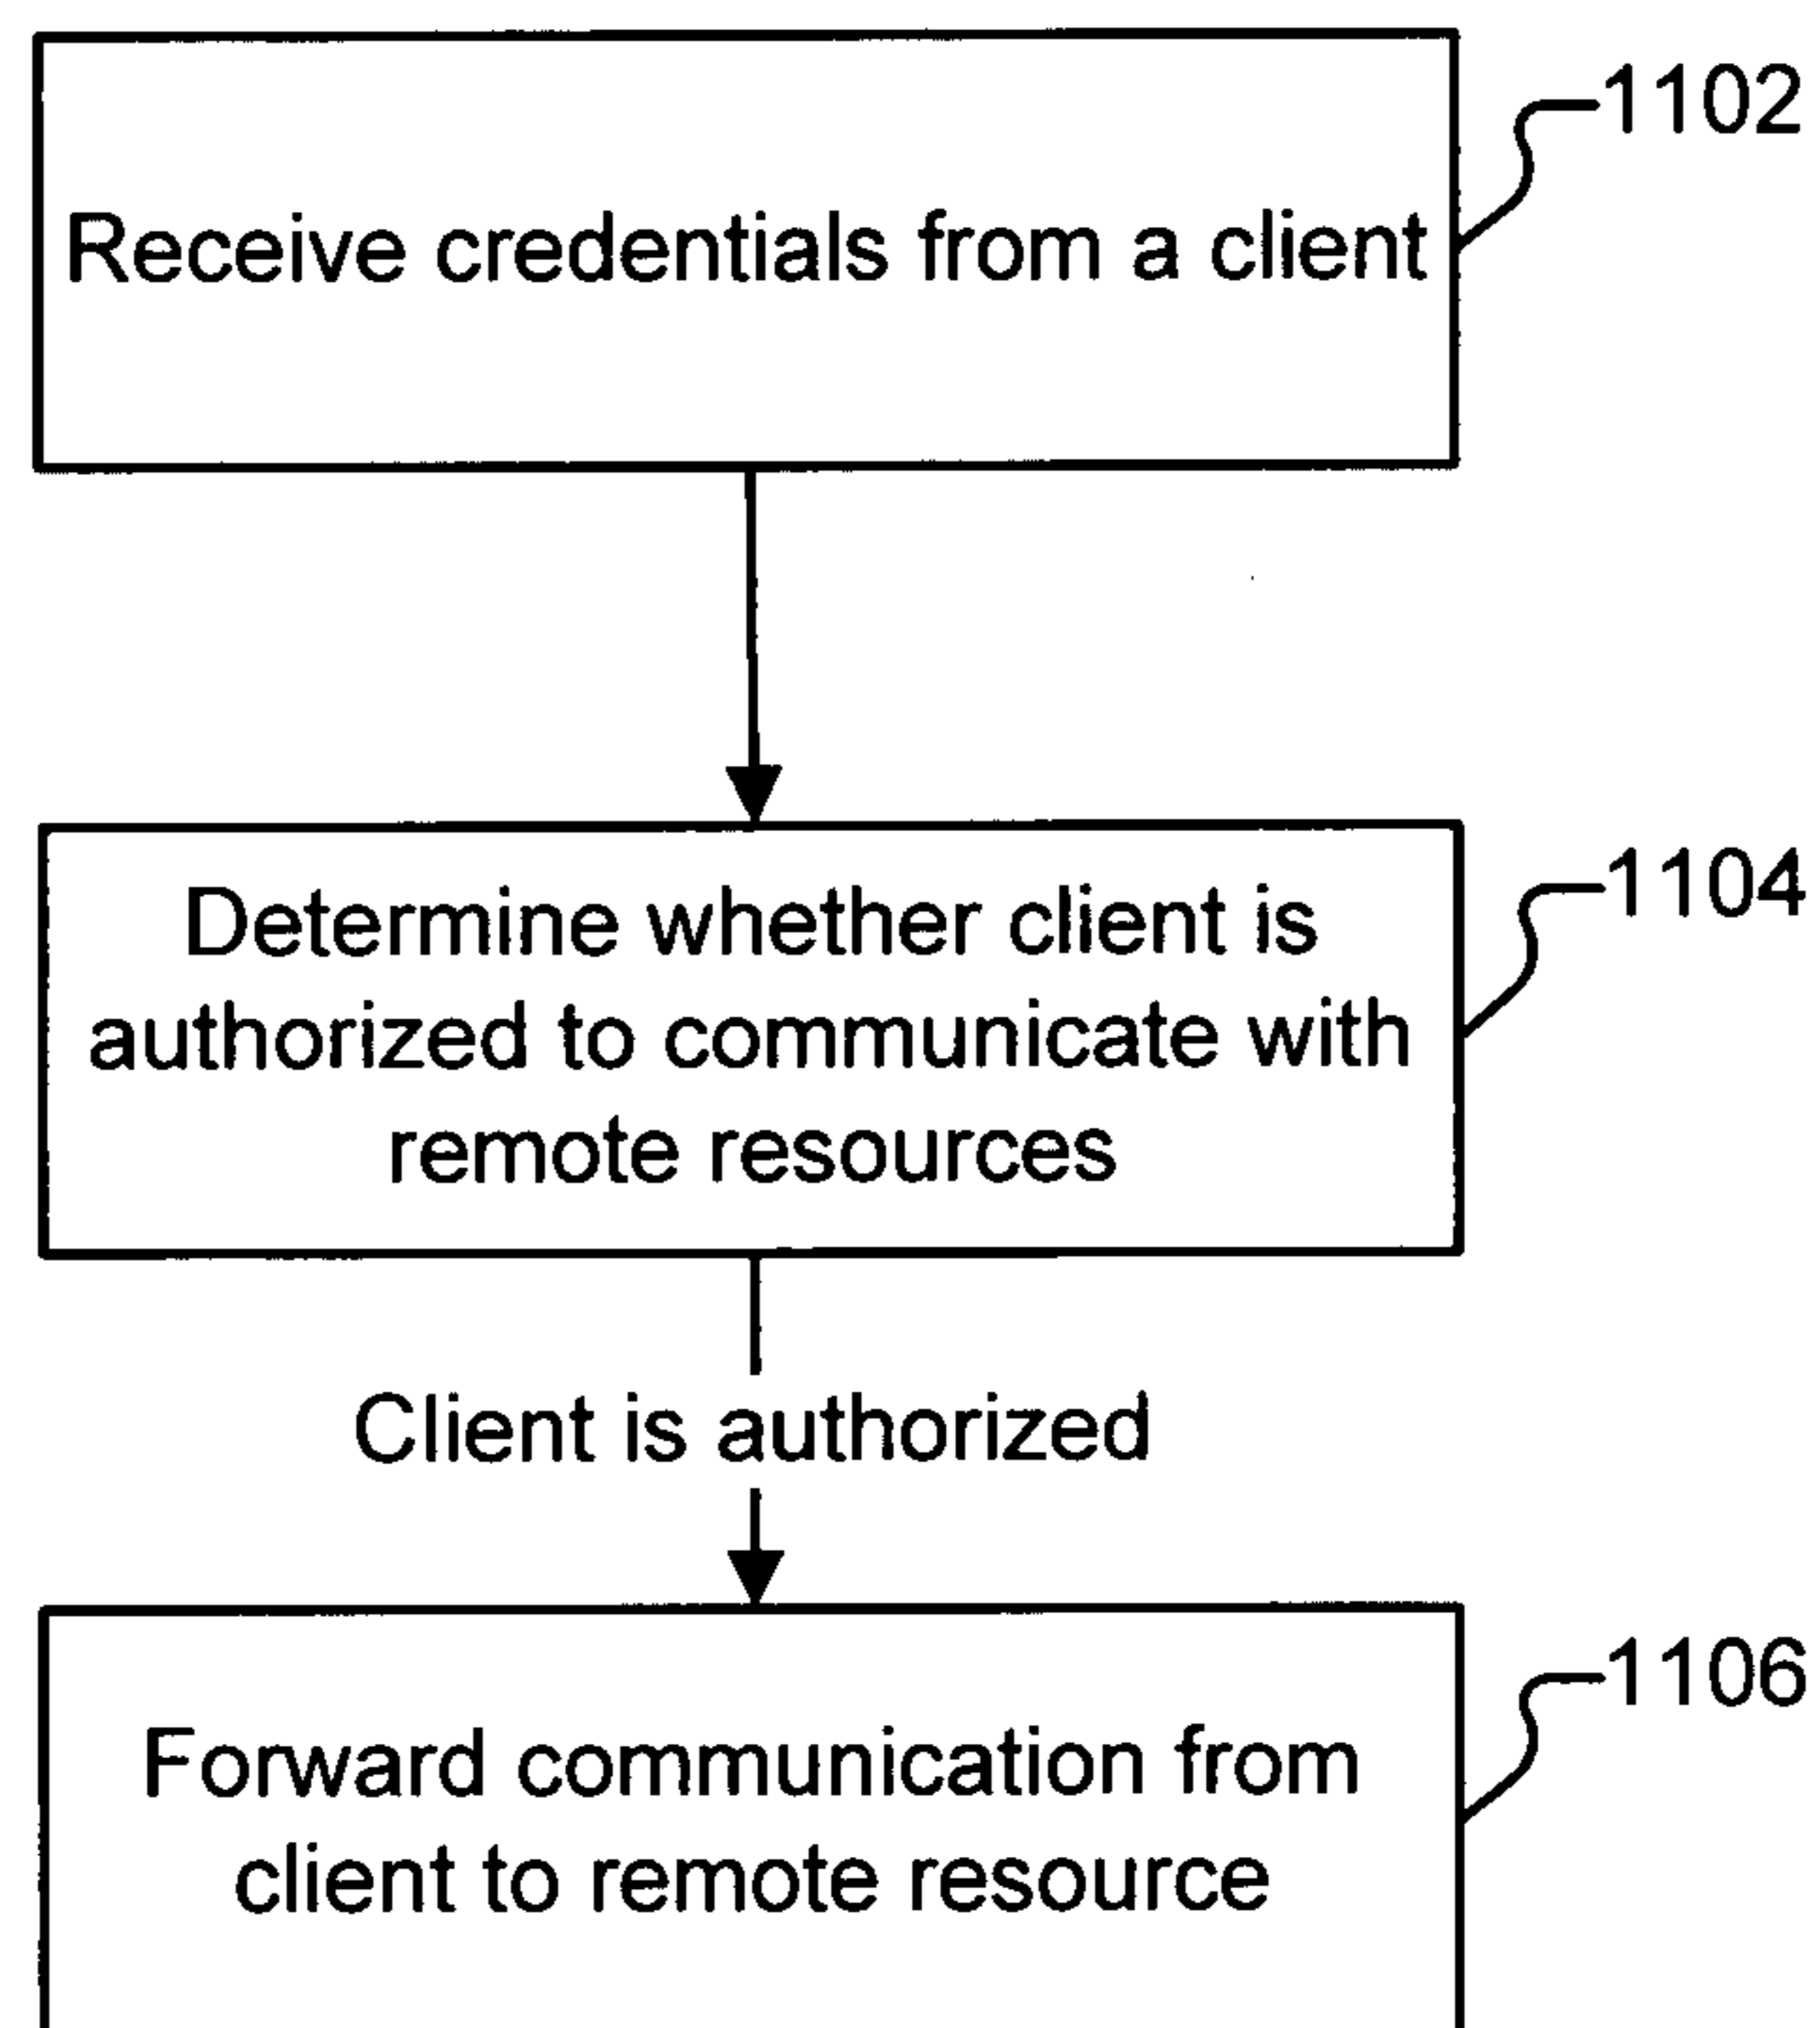 1102
Receive credentials from a client
1104
Determine whether client is
authorized to communicate with
remote resources
Client is authorized
1106
Forward communication from
client to remote resource